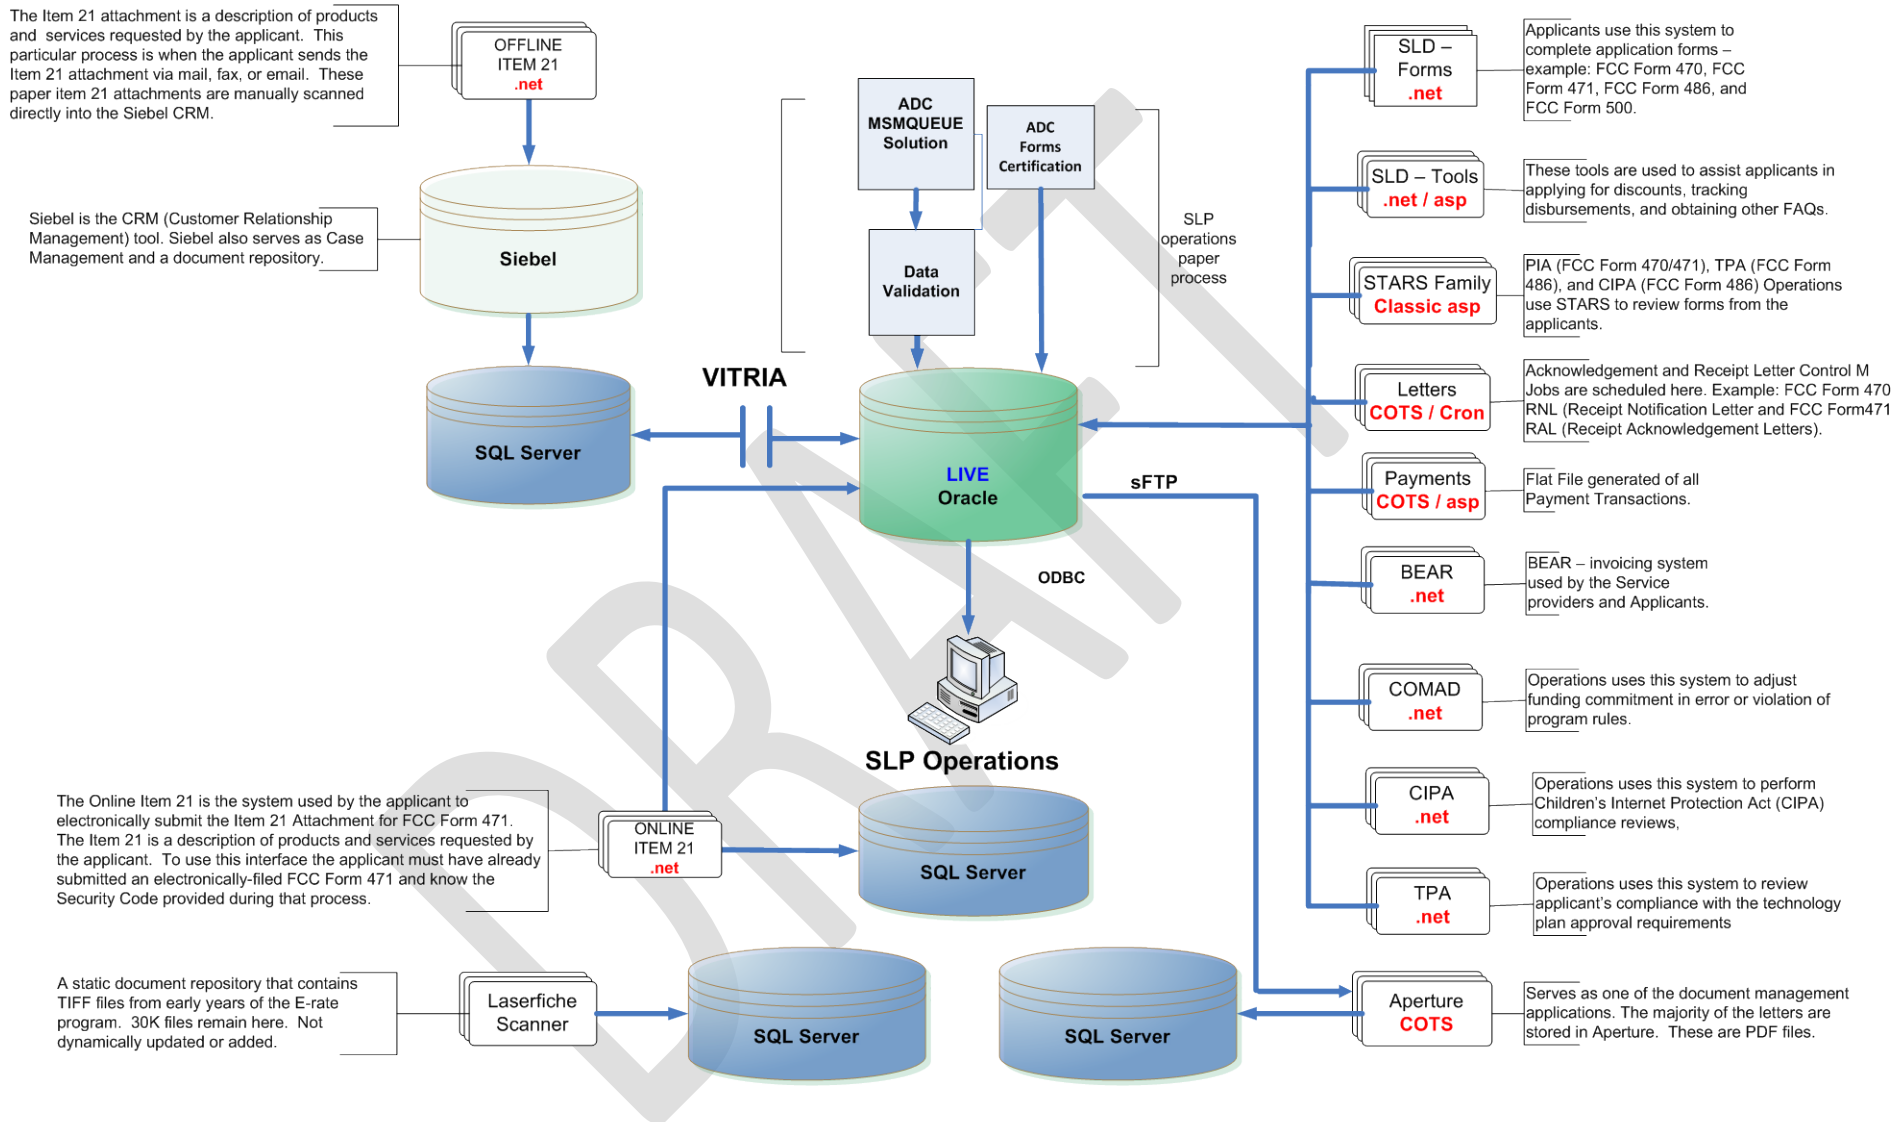 The Item 21 attachment is a description of products
and  services requested by the applicant.  This
particular process is when the applicant sends the
Item 21 attachment via mail, fax, or email.  These
paper item 21 attachments are manually scanned
directly into the Siebel CRM.
OFFLINE
ITEM 21
.net
Siebel is the CRM (Customer Relationship
Management) tool. Siebel also serves as Case
Management and a document repository.
Siebel
SQL Server
VITRIA
ADC
MSMQUEUE
Solution
ADC
Forms
Certification
Data
Validation
SLP
operations
paper
process
LIVE
Oracle
sFTP
ODBC
SLP Operations
SQL Server
The Online Item 21 is the system used by the applicant to
electronically submit the Item 21 Attachment for FCC Form 471.
The Item 21 is a description of products and services requested by
the applicant.  To use this interface the applicant must have already
submitted an electronically-filed FCC Form 471 and know the
Security Code provided during that process.
ONLINE
ITEM 21
.net
A static document repository that contains
TIFF files from early years of the E-rate
program.  30K files remain here.  Not
dynamically updated or added.
Laserfiche
Scanner
SQL Server
SQL Server
SLD –
Forms
.net
Applicants use this system to
complete application forms –
example: FCC Form 470, FCC
Form 471, FCC Form 486, and
FCC Form 500.
SLD – Tools
.net / asp
These tools are used to assist applicants in
applying for discounts, tracking
disbursements, and obtaining other FAQs.
STARS Family
Classic asp
PIA (FCC Form 470/471), TPA (FCC Form
486), and CIPA (FCC Form 486) Operations
use STARS to review forms from the
applicants.
Letters
COTS / Cron
Acknowledgement and Receipt Letter Control M
Jobs are scheduled here. Example: FCC Form 470
RNL (Receipt Notification Letter and FCC Form471
RAL (Receipt Acknowledgement Letters).
Payments
COTS / asp
Flat File generated of all
Payment Transactions.
BEAR
.net
BEAR – invoicing system
used by the Service
providers and Applicants.
COMAD
.net
Operations uses this system to adjust
funding commitment in error or violation of
program rules.
CIPA
.net
Operations uses this system to perform
Children's Internet Protection Act (CIPA)
compliance reviews,
TPA
.net
Operations uses this system to review
applicant's compliance with the technology
plan approval requirements
Aperture
COTS
Serves as one of the document management
applications. The majority of the letters are
stored in Aperture.  These are PDF files.
DRAFT